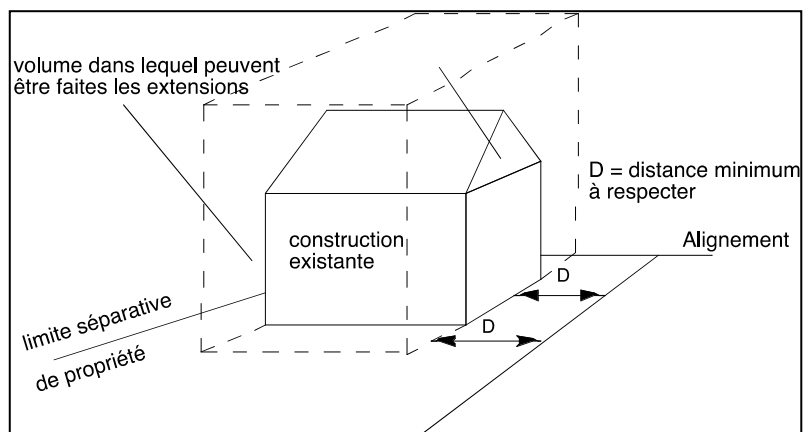 volume dans lequel peuvent
être faites les extensions
D = distance minimum
à respecter
Alignement
construction
existante
D
limite séparative
D
de propriété